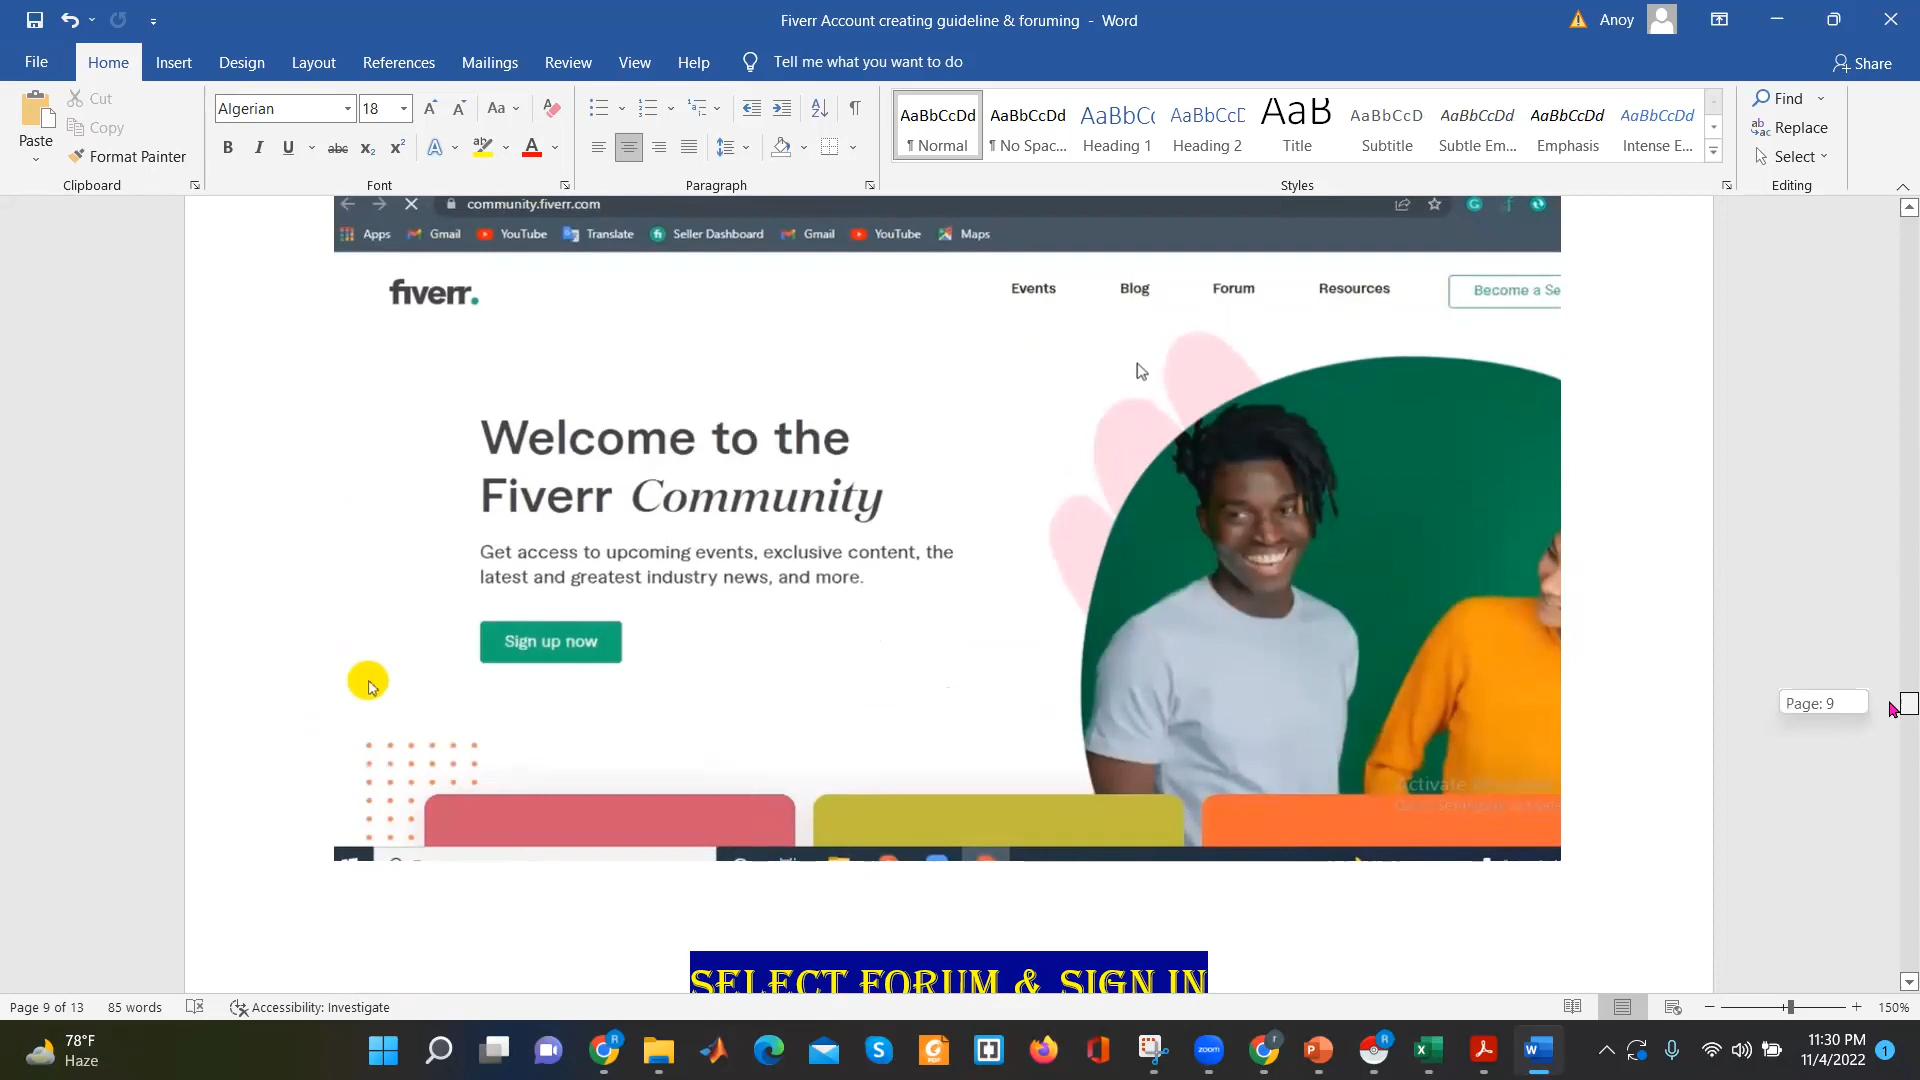 Fiverr Account creating guideline & foruming - Word
Anoy
File Home Insert Design Layout References Mailings Review View Help Tell me what you want to do Share
Paste
Cut
Copy
Format Painter
Clipboard
Algerian 18
Aa
B I U abc x₂ x² A A
Font
Paragraph
AaBbCcDd ¶ Normal
AaBbCcDd ¶ No Spac...
AaBbCc Heading 1
AaBbCcD Heading 2
AaB Title
AaBbCcD Subtitle
AaBbCcDd Subtle Em...
AaBbCcDd Emphasis
AaBbCcDd Intense E...
Styles
Find
Replace
Select
Editing
community.fiverr.com
Apps Gmail YouTube Translate Seller Dashboard Gmail YouTube Maps
fiverr.
Events Blog Forum Resources Become a Se
Welcome to the
Fiverr Community
Get access to upcoming events, exclusive content, the
latest and greatest industry news, and more.
Sign up now
Page: 9
SELECT FORUM & SIGN IN
Page 9 of 13 85 words Accessibility: Investigate 150%
78°F
Haze
zoom
11:30 PM
11/4/2022
1